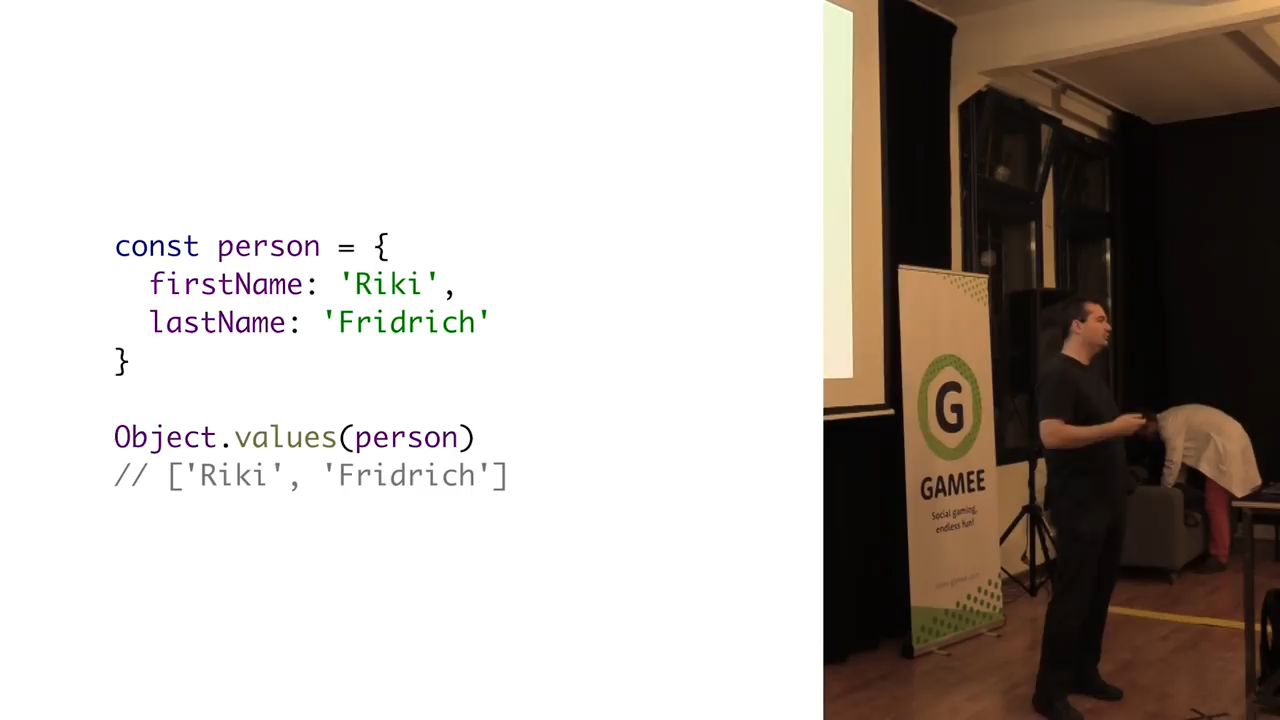 const person = {
  firstName: 'Riki',
  lastName: 'Fridrich'
}
Object.values(person)
// ['Riki', 'Fridrich']
G
GAMEE
Social gaming,
endless fun!